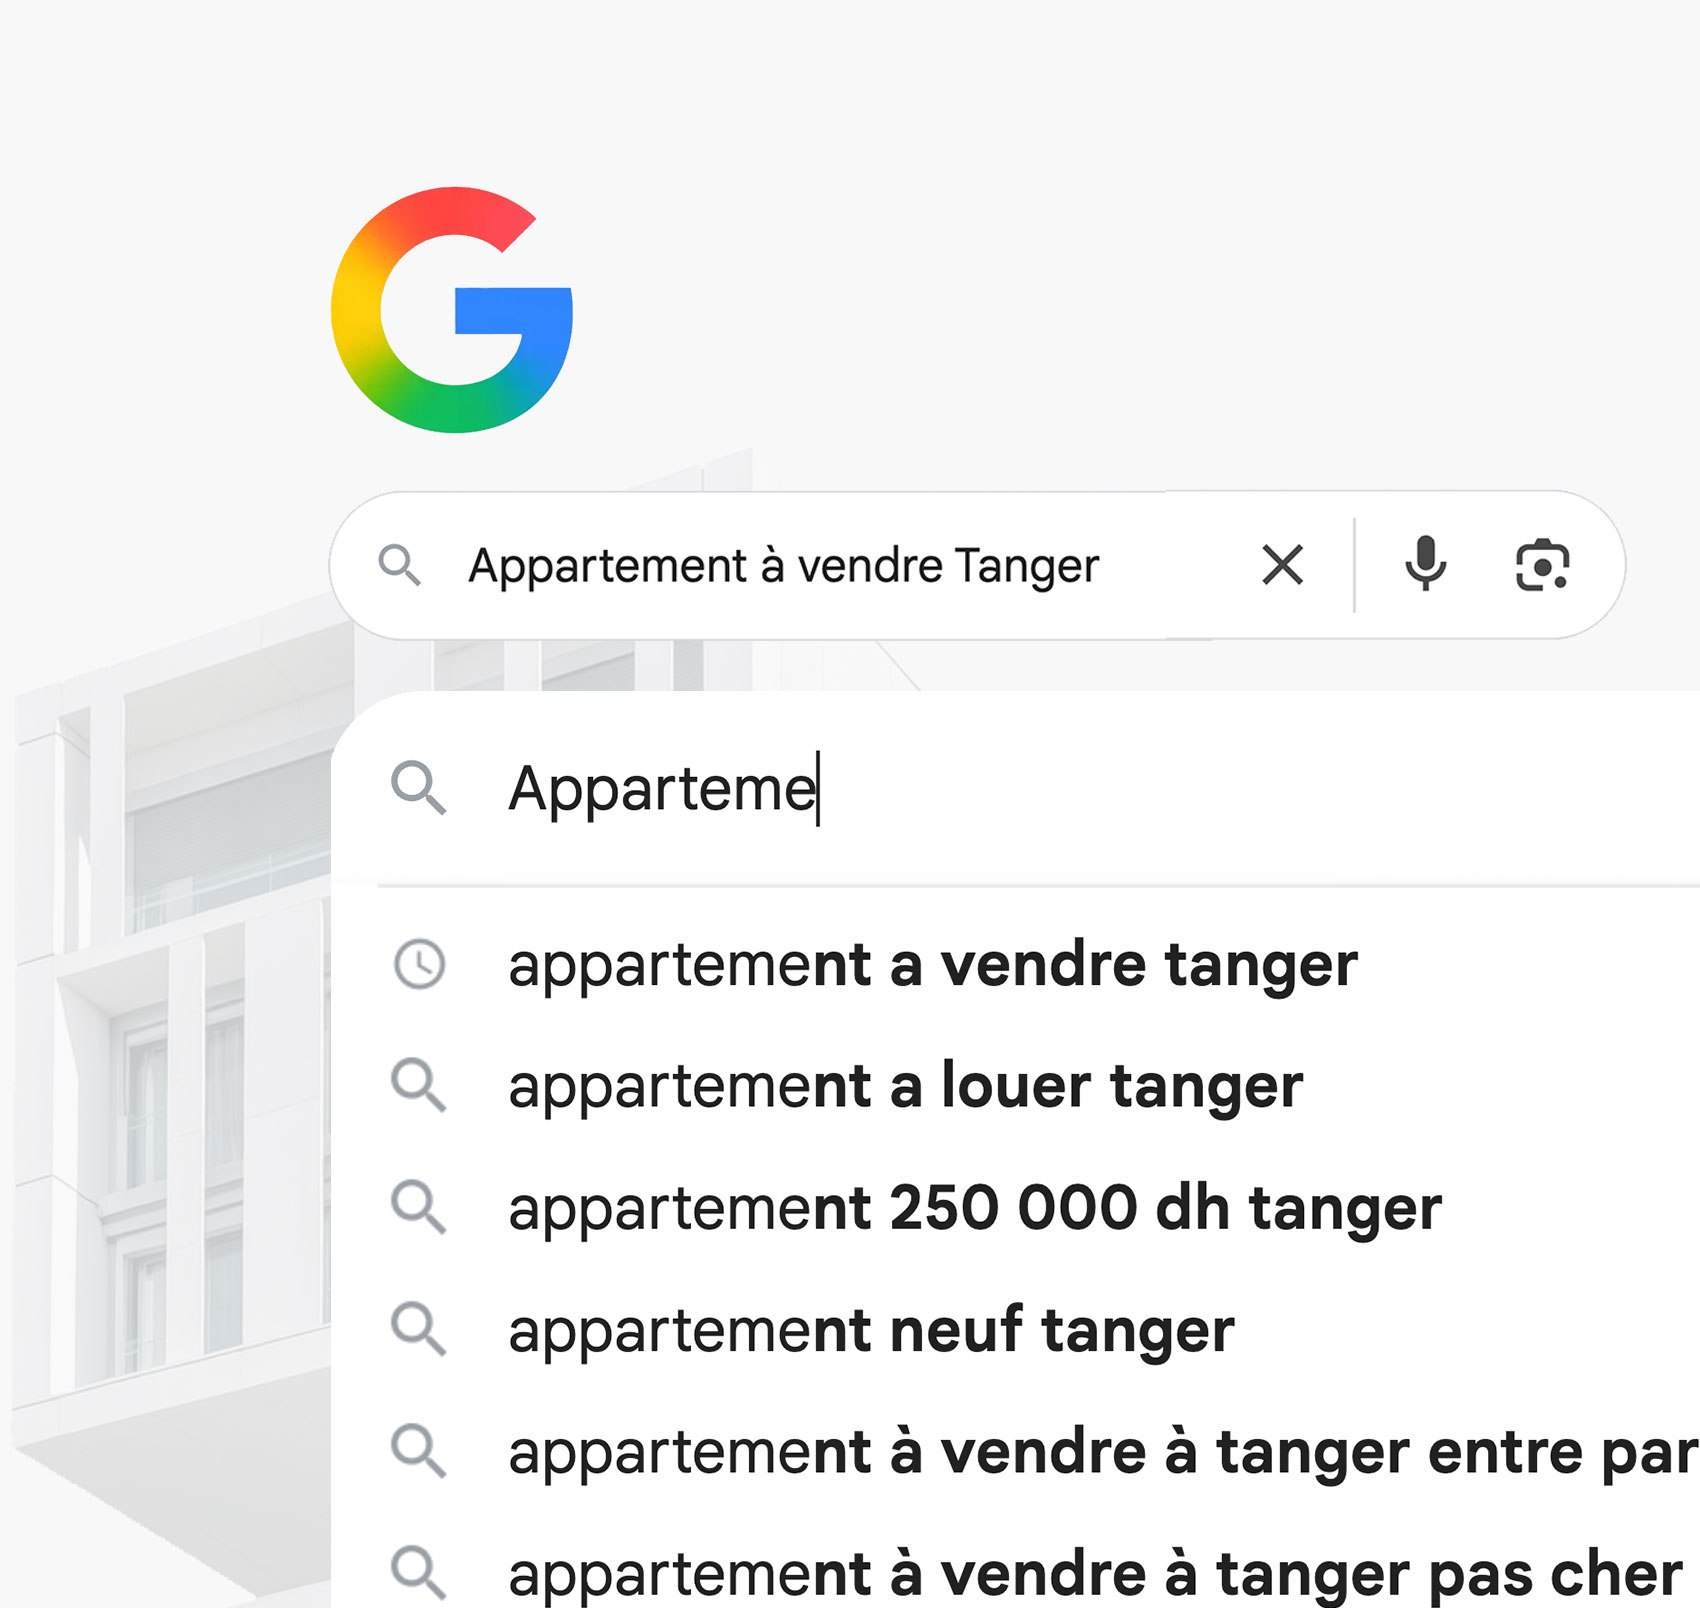 G
Appartement à vendre Tanger
Apparteme
appartement a vendre tanger
appartement a louer tanger
appartement 250 000 dh tanger
appartement neuf tanger
appartement à vendre à tanger entre par
appartement à vendre à tanger pas cher